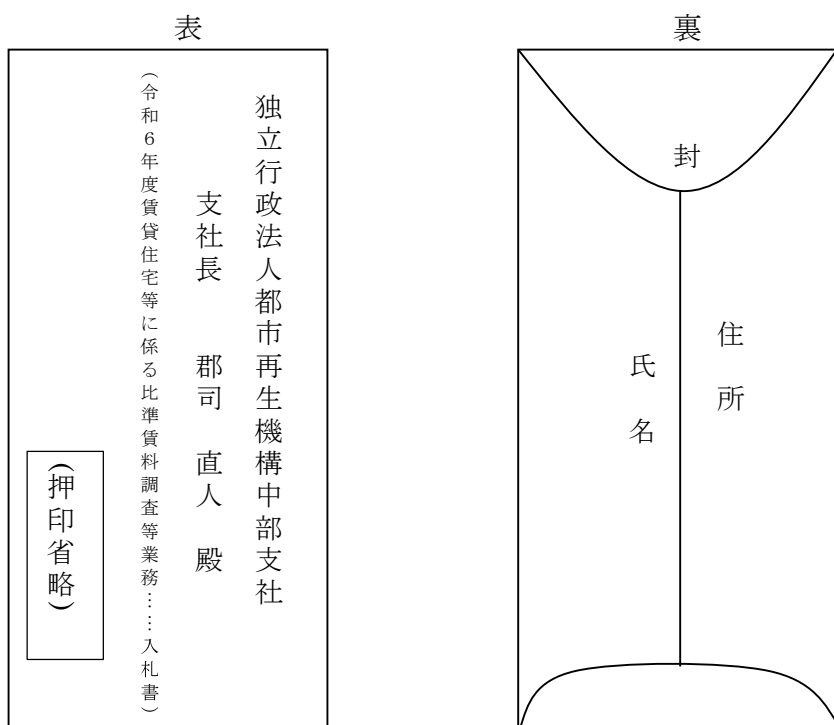 表
独立行政法人都市再生機構中部支社
支社長　郡司　直人　殿
（令和６年度賃貸住宅等に係る比準賃料調査等業務……入札書）
（押印省略）
裏
封
住　所
氏　名